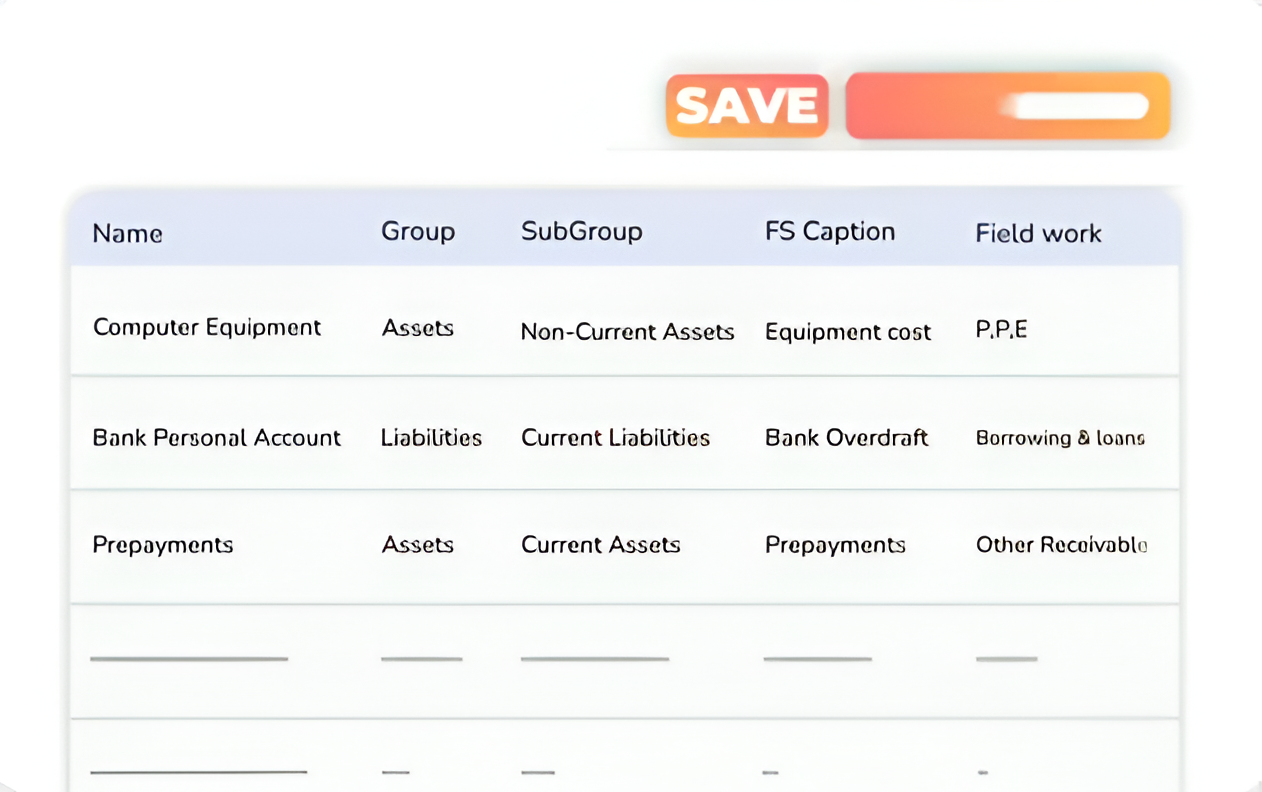 SAVE
Name Group SubGroup FS Caption Field work
Computer Equipment Assets Non-Current Assets Equipment cost P.P.E
Bank Personal Account Liabilities Current Liabilities Bank Overdraft Borrowing & loans
Prepayments Assets Current Assets Prepayments Other Receivable